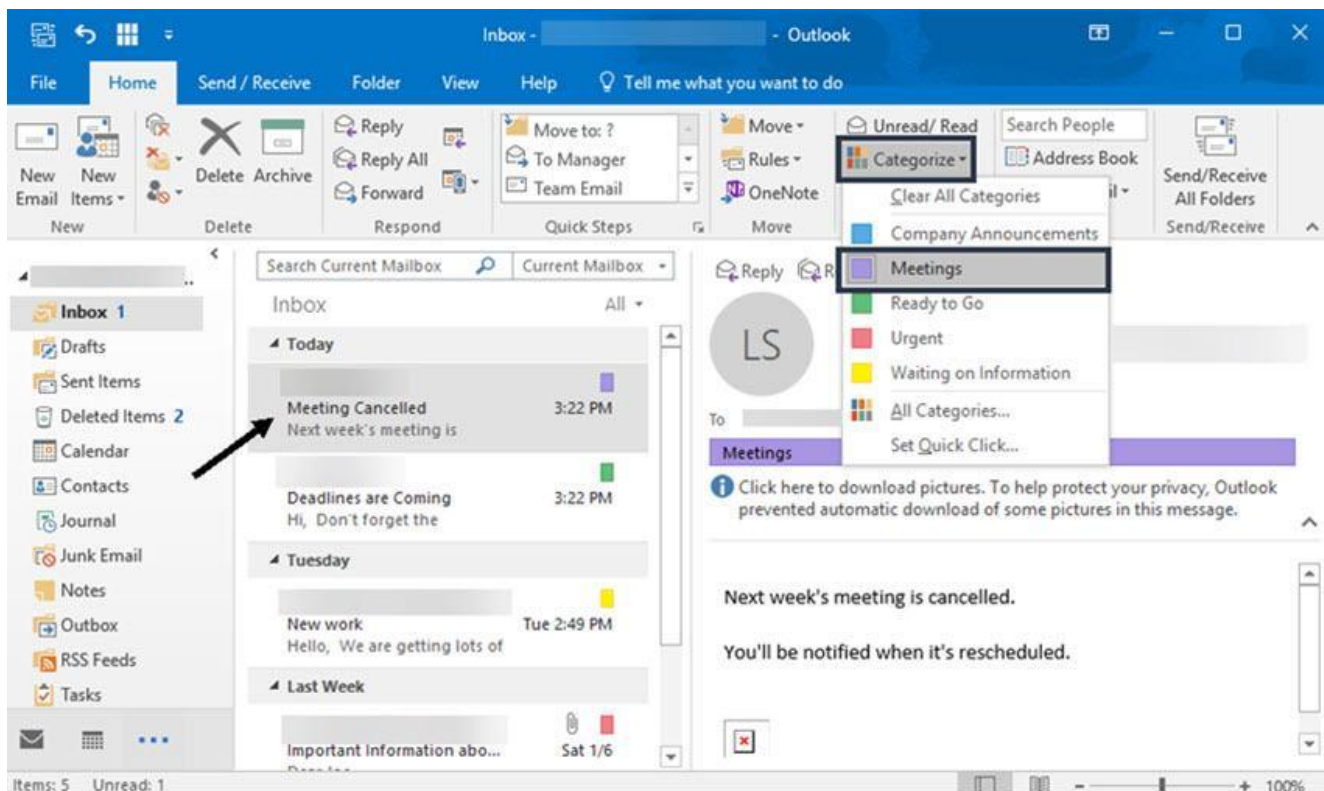 Inbox -
- Outlook
File Home Send / Receive Folder View Help Tell me what you want to do
New Email
New Items
New
Delete
Archive
Delete
Reply
Reply All
Forward
Respond
Move to: ?
To Manager
Team Email
Quick Steps
Move
Rules
OneNote
Move
Unread/ Read
Categorize
Clear All Categories
Company Announcements
Meetings
Ready to Go
Urgent
Waiting on Information
All Categories...
Set Quick Click...
Search People
Address Book
Send/Receive
All Folders
Send/Receive
..
Inbox 1
Drafts
Sent Items
Deleted Items 2
Calendar
Contacts
Journal
Junk Email
Notes
Outbox
RSS Feeds
Tasks
Search Current Mailbox Current Mailbox
Inbox All
Today
Meeting Cancelled 3:22 PM
Next week's meeting is
Deadlines are Coming 3:22 PM
Hi, Don't forget the
Tuesday
New work Tue 2:49 PM
Hello, We are getting lots of
Last Week
Important Information abo... Sat 1/6
Reply
LS
To
Meetings
Click here to download pictures. To help protect your privacy, Outlook
prevented automatic download of some pictures in this message.
Next week's meeting is cancelled.
You'll be notified when it's rescheduled.
Items: 5 Unread: 1
100%